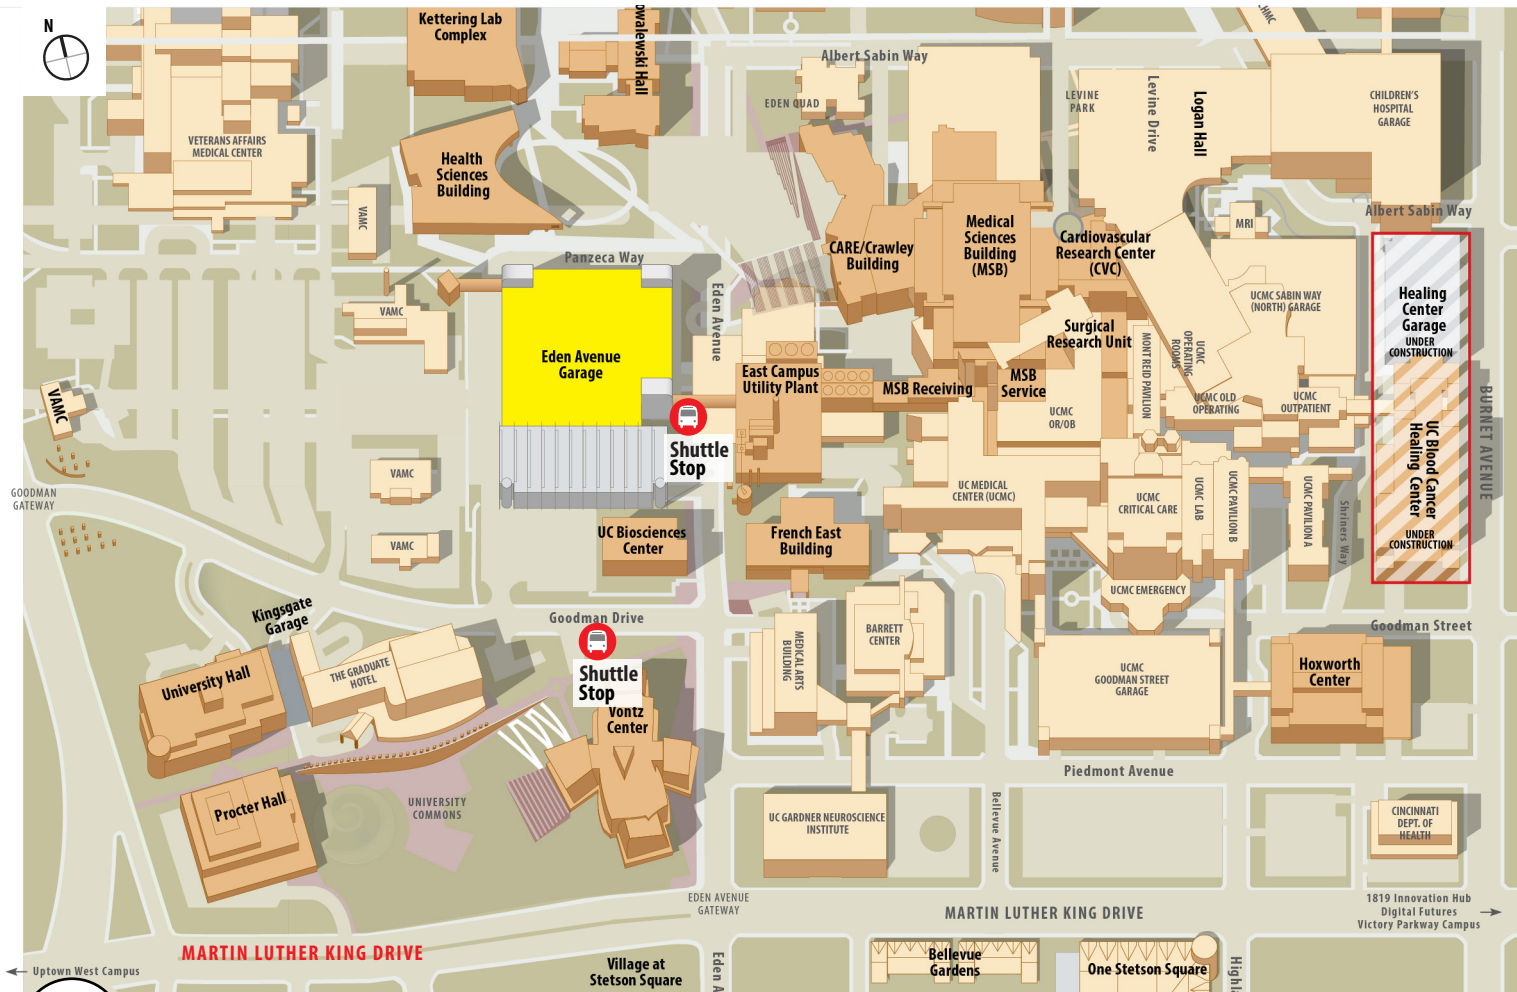 N
Kettering Lab
Complex
owalewski Hall
HMC
Albert Sabin Way
EDEN QUAD
LEVINE
PARK
Levine Drive
Logan Hall
CHILDREN'S
HOSPITAL
GARAGE
VETERANS AFFAIRS
MEDICAL CENTER
Health
Sciences
Building
VAMC
Albert Sabin Way
MRI
Medical
Sciences
Building
(MSB)
CARE/Crawley
Building
Cardiovascular
Research Center
(CVC)
Panzeca Way
Eden Avenue
VAMC
UCMC SABIN WAY
(NORTH) GARAGE
Healing
Center
Garage
UNDER
CONSTRUCTION
Surgical
Research Unit
MONT REID PAVILION
UCMC
OPERATING
ROOMS
Eden Avenue
Garage
East Campus
Utility Plant
MSB Receiving
MSB
Service
UCMC
OR/OB
UCMC OLD
OPERATING
UCMC
OUTPATIENT
BURNET AVENUE
VAMC
Shuttle
Stop
UC Blood Cancer
Healing Center
UNDER
CONSTRUCTION
VAMC
GOODMAN
GATEWAY
UC MEDICAL
CENTER (UCMC)
UCMC
CRITICAL CARE
UCMC LAB
UCMC PAVILION B
UCMC PAVILION A
Shriners Way
VAMC
UC Biosciences
Center
French East
Building
UCMC EMERGENCY
Kingsgate
Garage
Goodman Drive
Goodman Street
Shuttle
Stop
MEDICAL ARTS
BUILDING
BARRETT
CENTER
University Hall
THE GRADUATE
HOTEL
UCMC
GOODMAN STREET
GARAGE
Hoxworth
Center
Vontz
Center
Piedmont Avenue
Procter Hall
UNIVERSITY
COMMONS
UC GARDNER NEUROSCIENCE
INSTITUTE
Bellevue Avenue
CINCINNATI
DEPT. OF
HEALTH
EDEN AVENUE
GATEWAY
MARTIN LUTHER KING DRIVE
1819 Innovation Hub
Digital Futures
Victory Parkway Campus
MARTIN LUTHER KING DRIVE
Uptown West Campus
Village at
Stetson Square
Eden A
Bellevue
Gardens
One Stetson Square
Highl